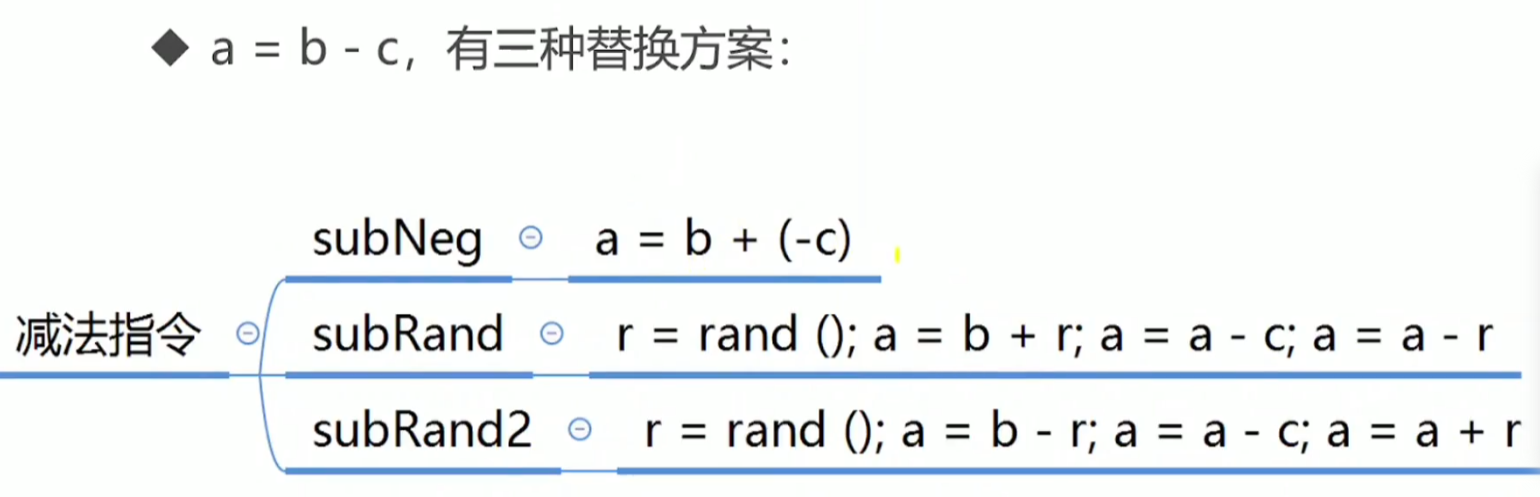 ◆ a = b - c，有三种替换方案：
subNeg a = b + (-c)
减法指令
subRand r = rand (); a = b + r; a = a - c; a = a - r
subRand2 r = rand (); a = b - r; a = a - c; a = a + r